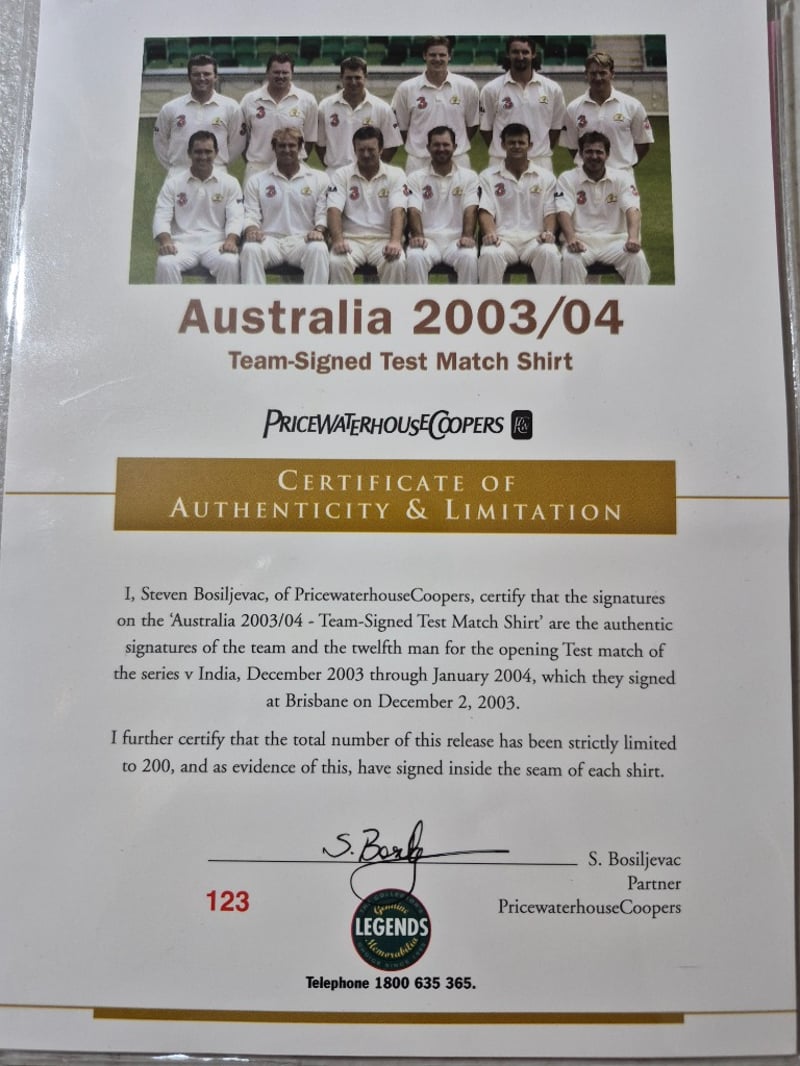 Australia 2003/04
Team-Signed Test Match Shirt
PRICEWATERHOUSECOOPERS
CERTIFICATE OF
AUTHENTICITY & LIMITATION
I, Steven Bosiljevac, of PricewaterhouseCoopers, certify that the signatures
on the 'Australia 2003/04 - Team-Signed Test Match Shirt' are the authentic
signatures of the team and the twelfth man for the opening Test match of
the series v India, December 2003 through January 2004, which they signed
at Brisbane on December 2, 2003.
I further certify that the total number of this release has been strictly limited
to 200, and as evidence of this, have signed inside the seam of each shirt.
S. Bosiljevac
Partner
PricewaterhouseCoopers
123
Genuine
LEGENDS
Memorabilia
Telephone 1800 635 365.